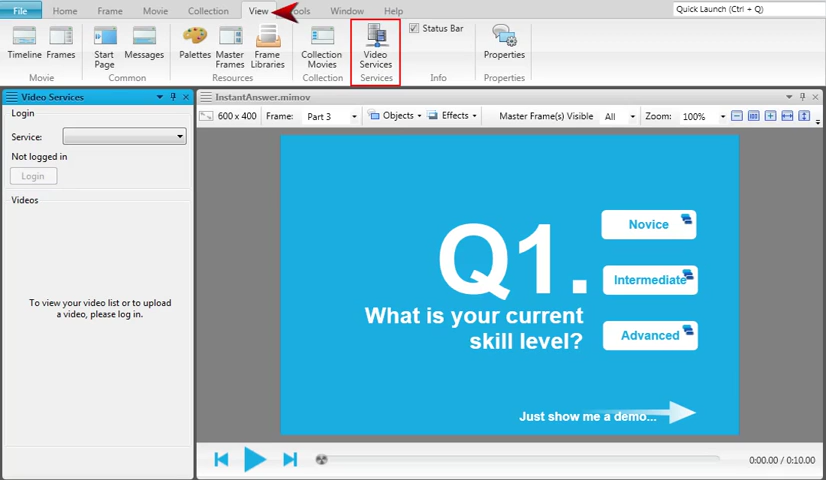 File Home Frame Movie Collection View Tools Window Help Quick Launch (Ctrl + Q)
Timeline Frames Start Page Messages Palettes Master Frames Frame Libraries Collection Movies Video Services Status Bar Properties
Movie Common Resources Collection Services Info Properties
Video Services
Login
Service:
Not logged in
Login
Videos
To view your video list or to upload
a video, please log in.
InstantAnswer.mimov
600 x 400 Frame: Part 3 Objects Effects Master Frame(s) Visible All Zoom: 100%
Q1.
What is your current
skill level?
Novice
Intermediate
Advanced
Just show me a demo...
0:00.00 / 0:10.00